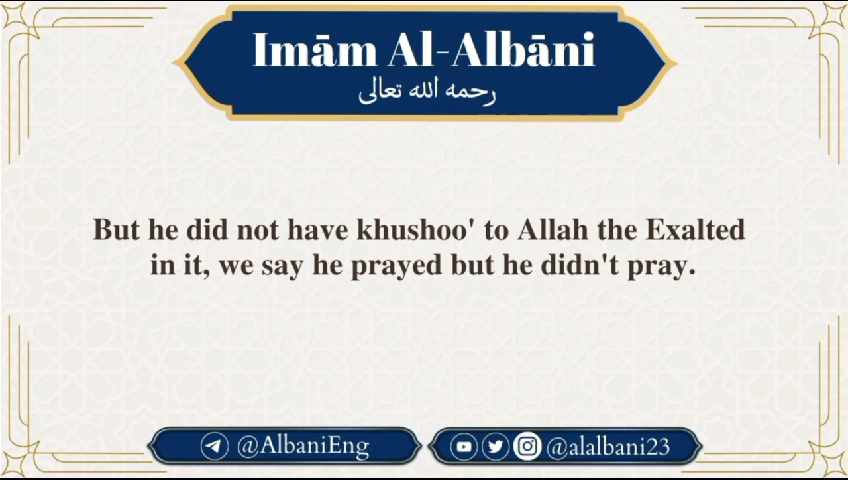 Imām Al-Albāni
رحمه الله تعالى
But he did not have khushoo' to Allah the Exalted
in it, we say he prayed but he didn't pray.
@AlbaniEng
@alalbani23